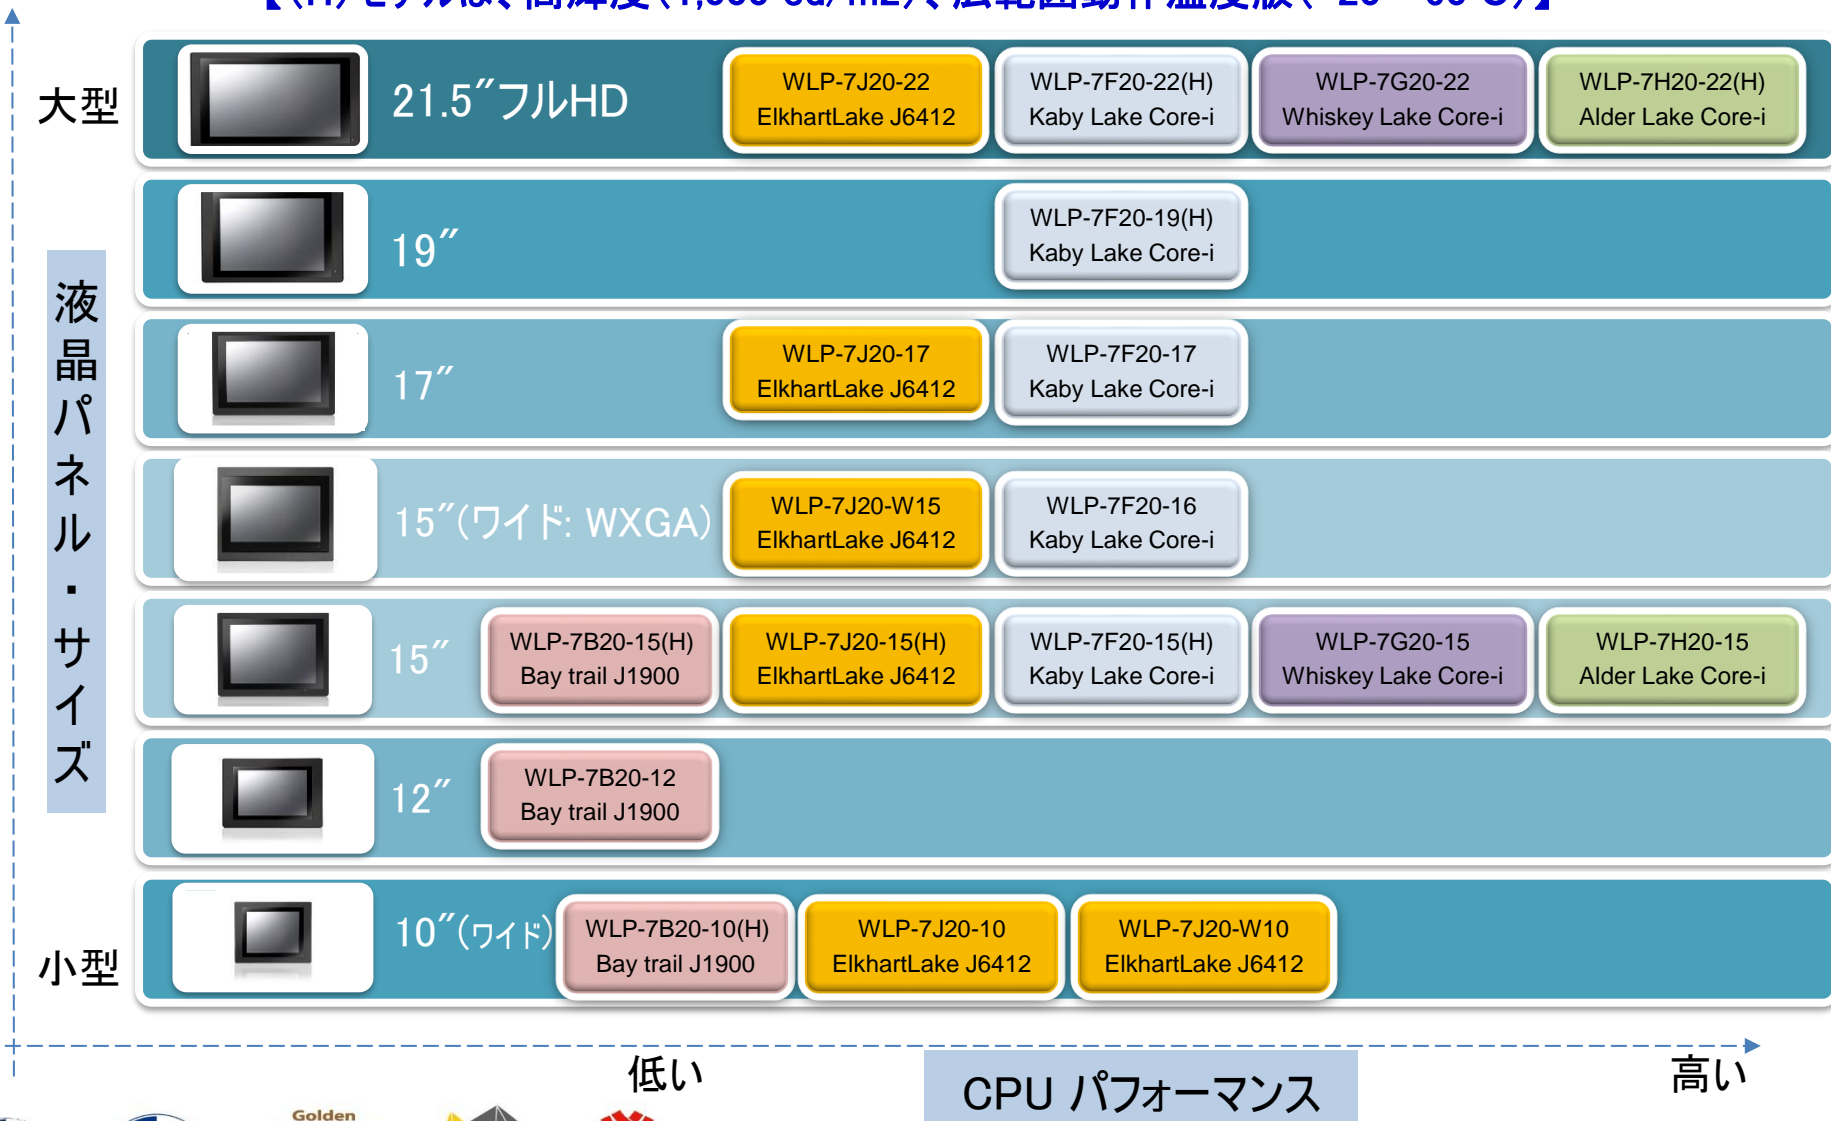 大型
21.5″フルHD
WLP-7J20-22
ElkhartLake J6412
WLP-7F20-22(H)
Kaby Lake Core-i
WLP-7G20-22
Whiskey Lake Core-i
WLP-7H20-22(H)
Alder Lake Core-i
19″
WLP-7F20-19(H)
Kaby Lake Core-i
液晶パネル・サイズ
17″
WLP-7J20-17
ElkhartLake J6412
WLP-7F20-17
Kaby Lake Core-i
15″(ワイド: WXGA)
WLP-7J20-W15
ElkhartLake J6412
WLP-7F20-16
Kaby Lake Core-i
15″
WLP-7B20-15(H)
Bay trail J1900
WLP-7J20-15(H)
ElkhartLake J6412
WLP-7F20-15(H)
Kaby Lake Core-i
WLP-7G20-15
Whiskey Lake Core-i
WLP-7H20-15
Alder Lake Core-i
12″
WLP-7B20-12
Bay trail J1900
小型
10″(ワイド)
WLP-7B20-10(H)
Bay trail J1900
WLP-7J20-10
ElkhartLake J6412
WLP-7J20-W10
ElkhartLake J6412
低い
CPU パフォーマンス
高い
Golden